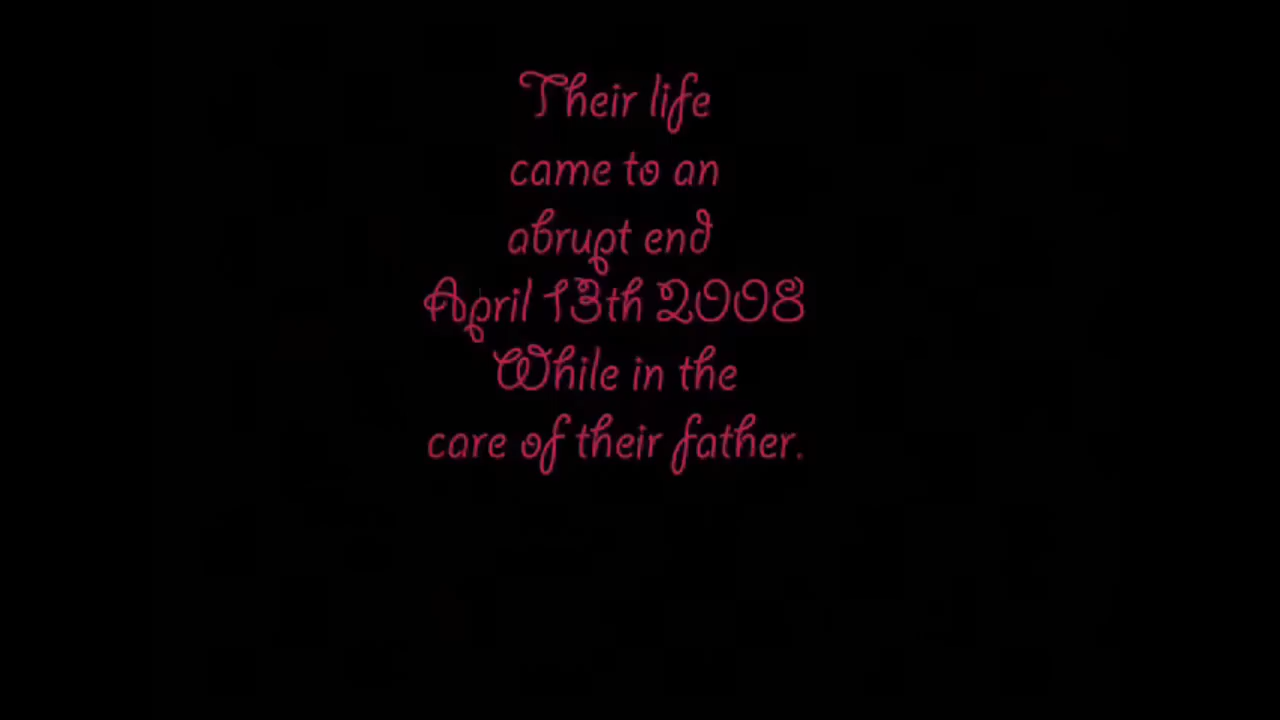 Their life
came to an
abrupt end
April 13th 2008
While in the
care of their father.